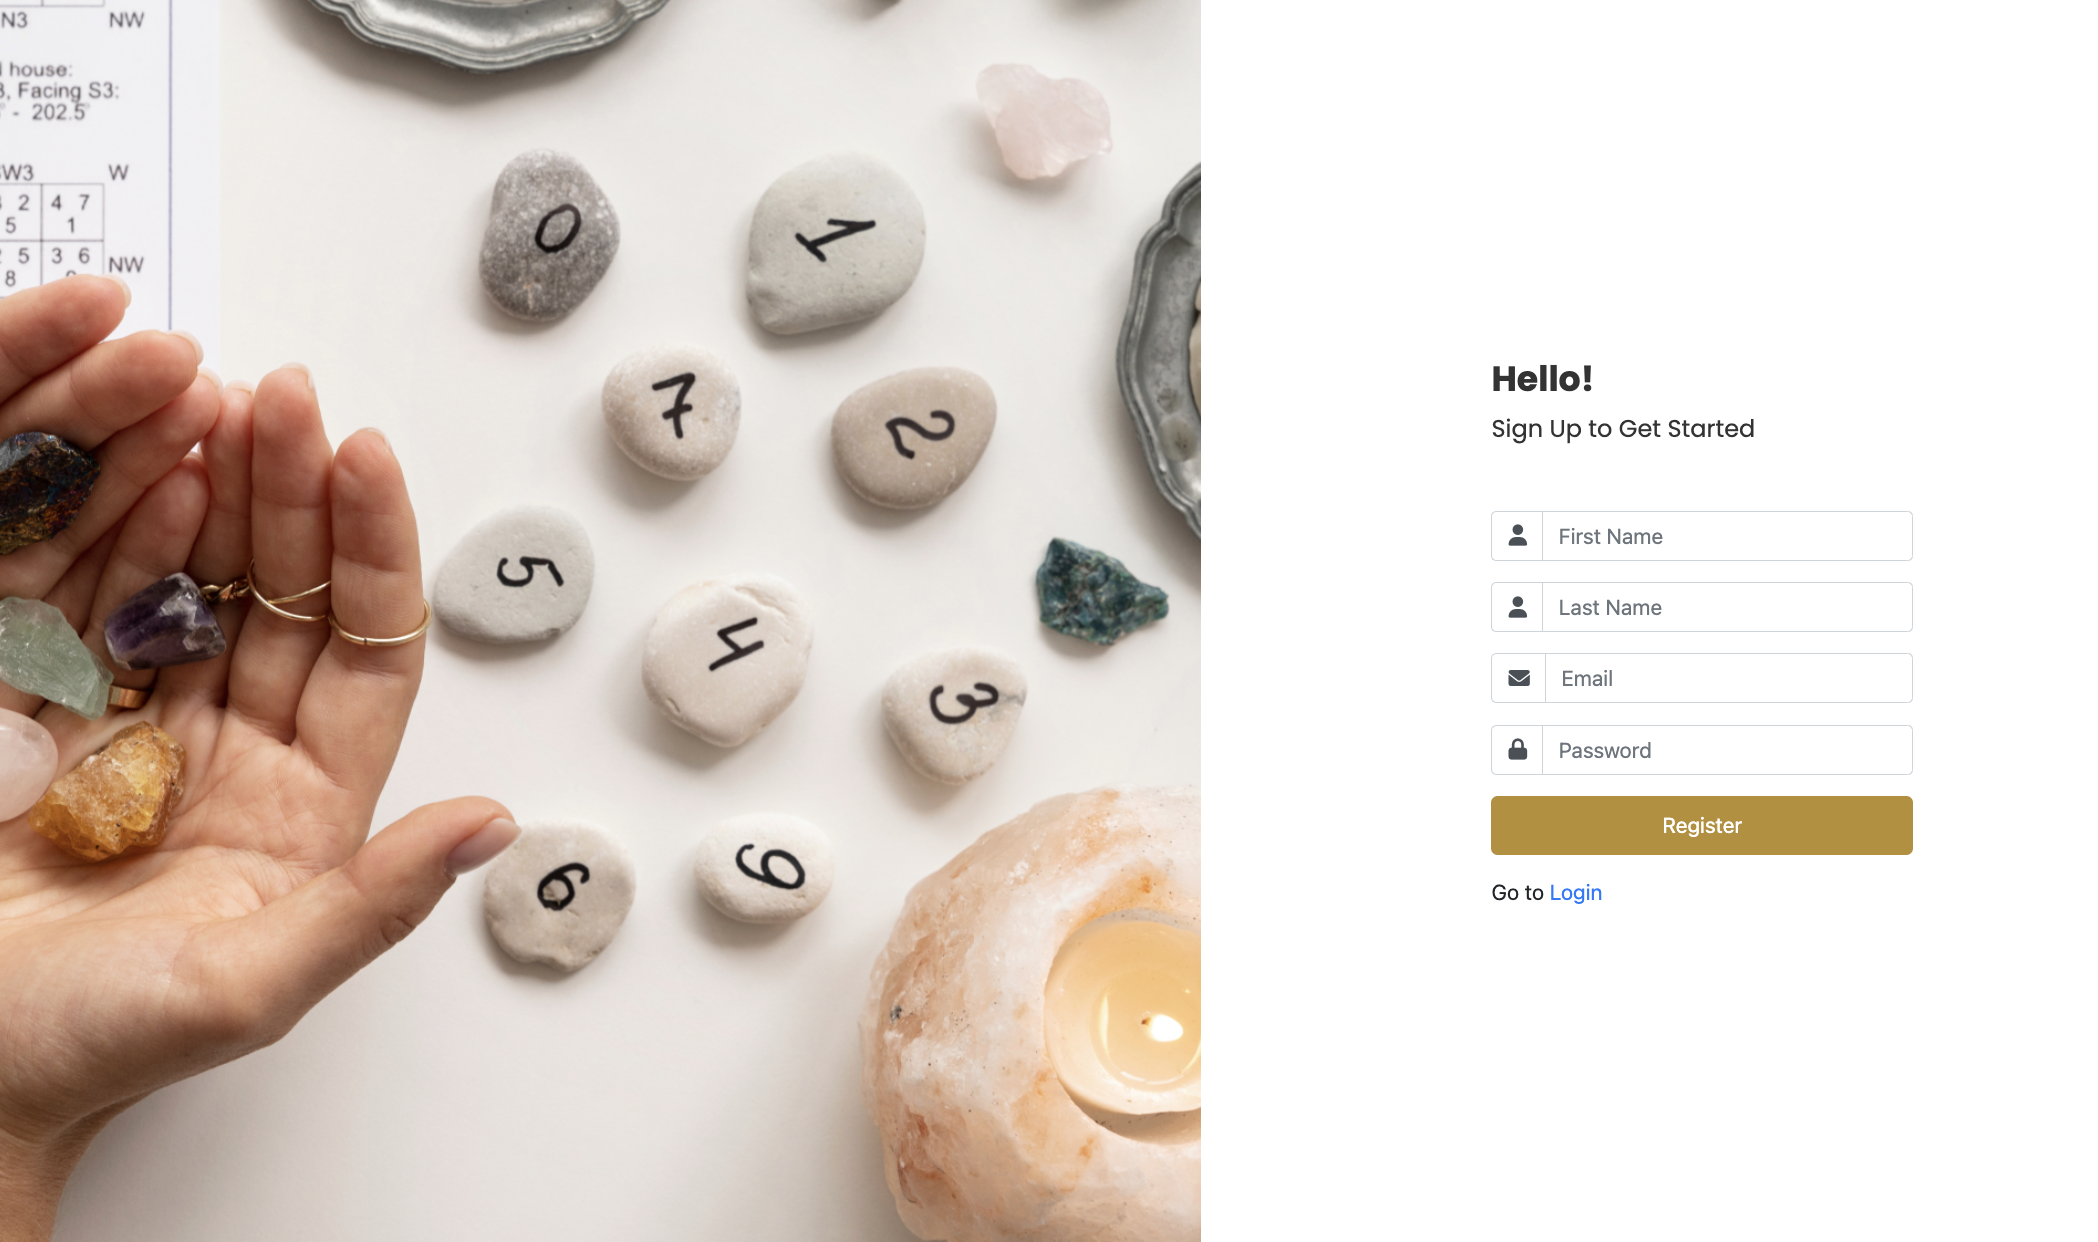 N3 NW
house:
, Facing S3:
- 202.5°
W3 W
2 4 7
5 1
5 3 6
NW
8
0
1
7
2
5
4
3
6
9
Hello!
Sign Up to Get Started
First Name
Last Name
Email
Password
Register
Go to Login